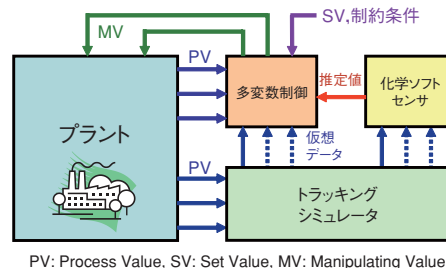 SV,制約条件
MV
PV
プラント
多変数制御
推定値
化学ソフト
センサ
仮想
データ
PV
トラッキング
シミュレータ
PV: Process Value, SV: Set Value, MV: Manipulating Value